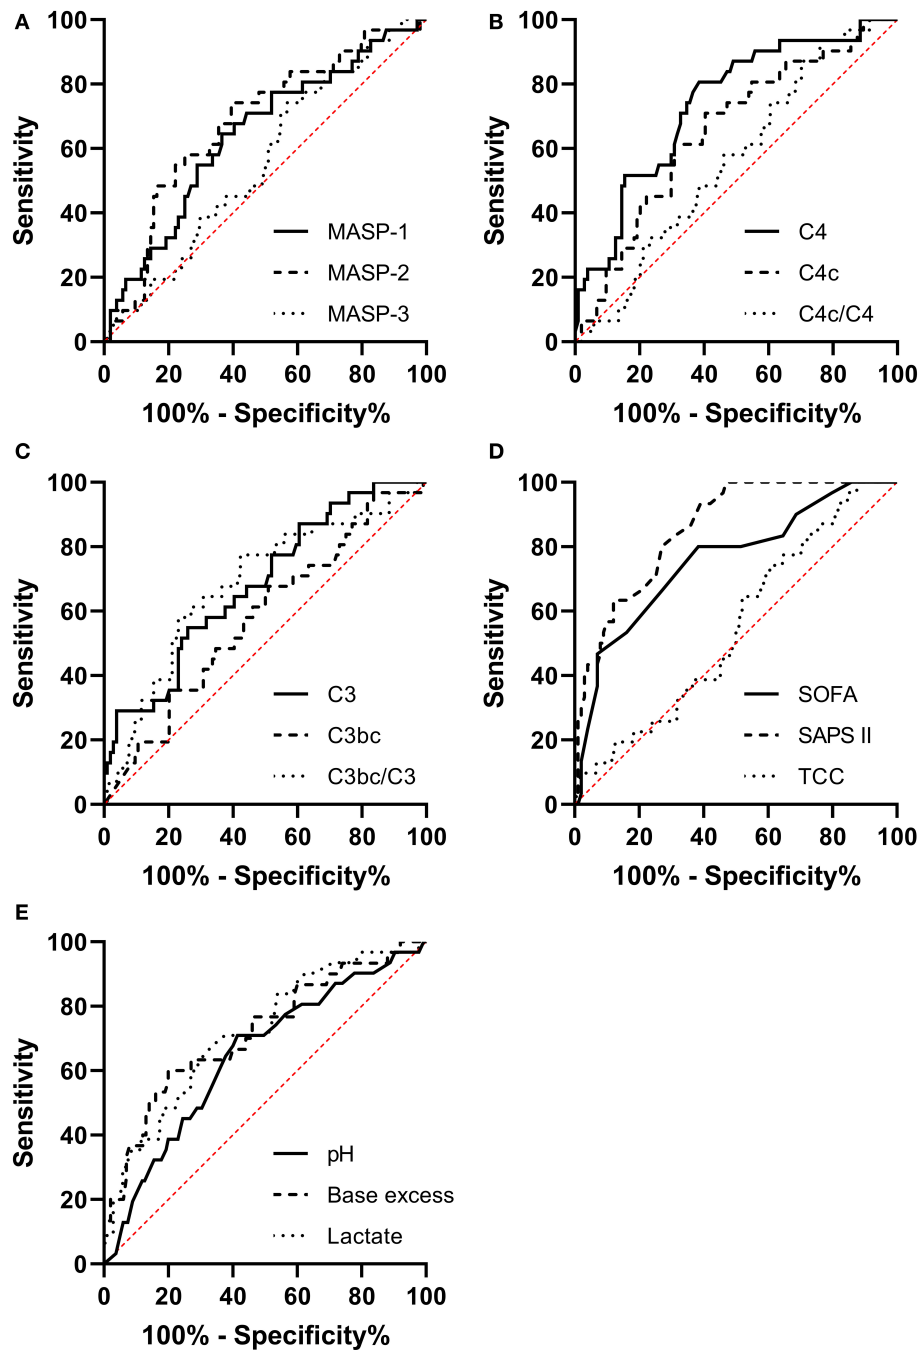 A
Sensitivity
100
80
60
40
20
0
MASP-1
MASP-2
MASP-3
0 20 40 60 80 100
100% - Specificity%
B
Sensitivity
100
80
60
40
20
0
C4
C4c
C4c/C4
0 20 40 60 80 100
100% - Specificity%
C
Sensitivity
100
80
60
40
20
0
C3
C3bc
C3bc/C3
0 20 40 60 80 100
100% - Specificity%
D
Sensitivity
100
80
60
40
20
0
SOFA
SAPS II
TCC
0 20 40 60 80 100
100% - Specificity%
E
Sensitivity
100
80
60
40
20
0
pH
Base excess
Lactate
0 20 40 60 80 100
100% - Specificity%